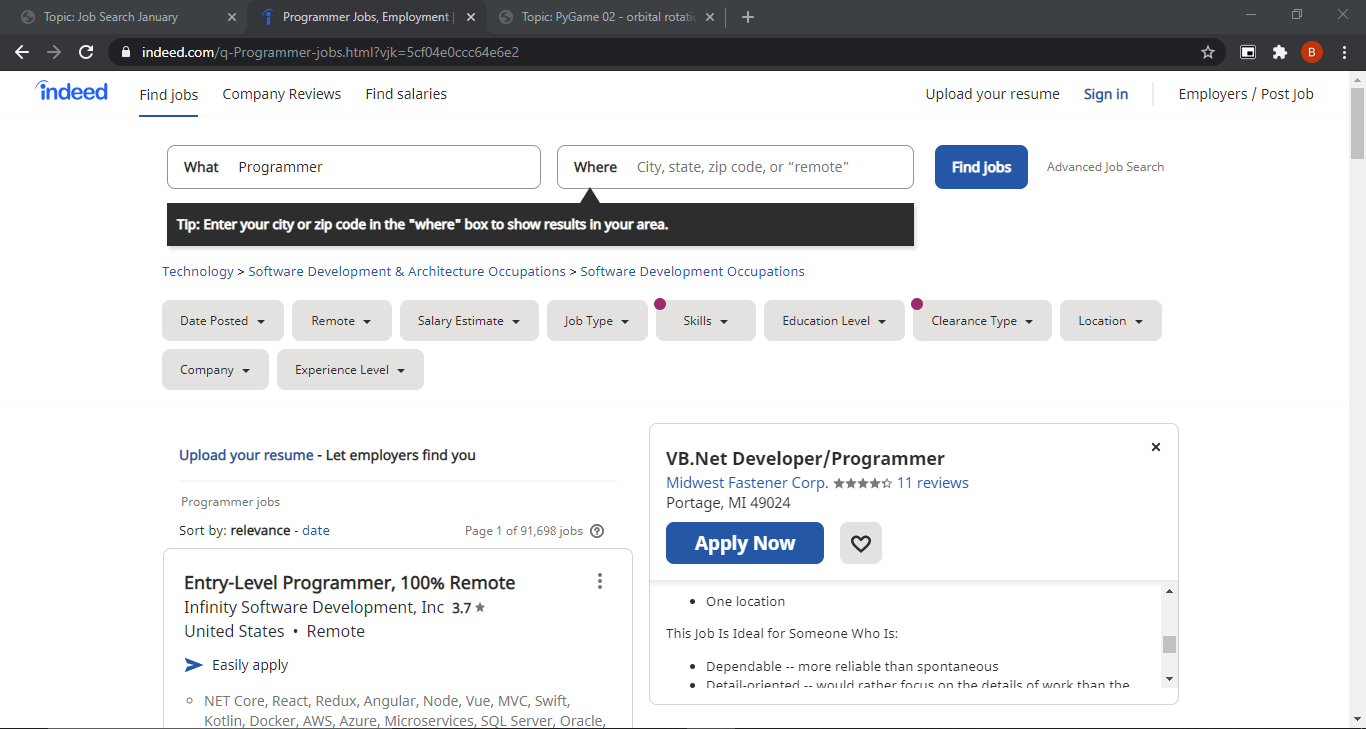 Topic: Job Search January
Programmer Jobs, Employment |
Topic: PyGame 02 - orbital rotatic
indeed.com/q-Programmer-jobs.html?vjk=5cf04e0ccc64e6e2
B
indeed
Find jobs
Company Reviews
Find salaries
Upload your resume
Sign in
Employers / Post Job
What Programmer
Where City, state, zip code, or “remote”
Find jobs
Advanced Job Search
Tip: Enter your city or zip code in the "where" box to show results in your area.
Technology > Software Development & Architecture Occupations > Software Development Occupations
Date Posted
Remote
Salary Estimate
Job Type
Skills
Education Level
Clearance Type
Location
Company
Experience Level
Upload your resume - Let employers find you
Programmer jobs
Sort by: relevance - date
Page 1 of 91,698 jobs
Entry-Level Programmer, 100% Remote
Infinity Software Development, Inc 3.7
United States • Remote
Easily apply
NET Core, React, Redux, Angular, Node, Vue, MVC, Swift,
Kotlin, Docker, AWS, Azure, Microservices, SQL Server, Oracle,
VB.Net Developer/Programmer
Midwest Fastener Corp. 11 reviews
Portage, MI 49024
Apply Now
One location
This Job Is Ideal for Someone Who Is:
Dependable -- more reliable than spontaneous
Detail-oriented -- would rather focus on the details of work than the